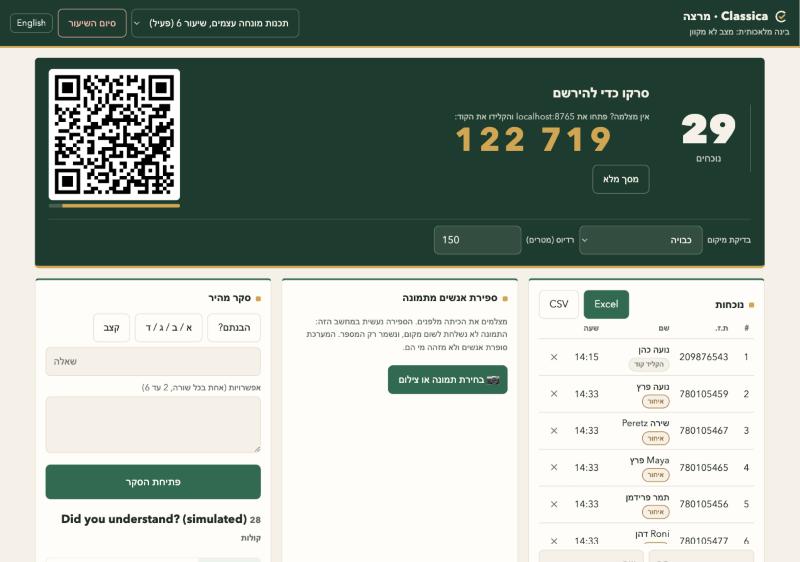 Classica · מרצה
בינה מלאכותית: מצב לא מקוון
תכנות מונחה עצמים, שיעור 6 (פעיל)
סיום השיעור
English
29
נוכחים
סרקו כדי להירשם
אין מצלמה? פתחו את localhost:8765 והקלידו את הקוד:
122 719
מסך מלא
בדיקת מיקום
כבויה
רדיוס (מטרים)
150
נוכחות
Excel
CSV
# ת.ז. שם שעה
1 209876543 נועה כהן 14:15 ×
הקליד קוד
2 780105459 נועה פרץ 14:33 ×
איחור
3 780105467 שירה Peretz 14:33 ×
איחור
4 780105465 Maya פרץ 14:33 ×
איחור
5 780105456 תמר פרידמן 14:33 ×
איחור
6 780105477 Roni דהן 14:33 ×
ספירת אנשים מתמונה
מצלמים את הכיתה מלפנים. הספירה נעשית במחשב הזה:
התמונה לא נשלחת לשום מקום, ונשמר רק המספר. המערכת
סופרת אנשים ולא מזהה מי הם.
בחירת תמונה או צילום
סקר מהיר
הבנתם?
א / ב / ג / ד
קצב
שאלה
אפשרויות (אחת בכל שורה, 2 עד 6)
פתיחת הסקר
Did you understand? (simulated) 28
קולות